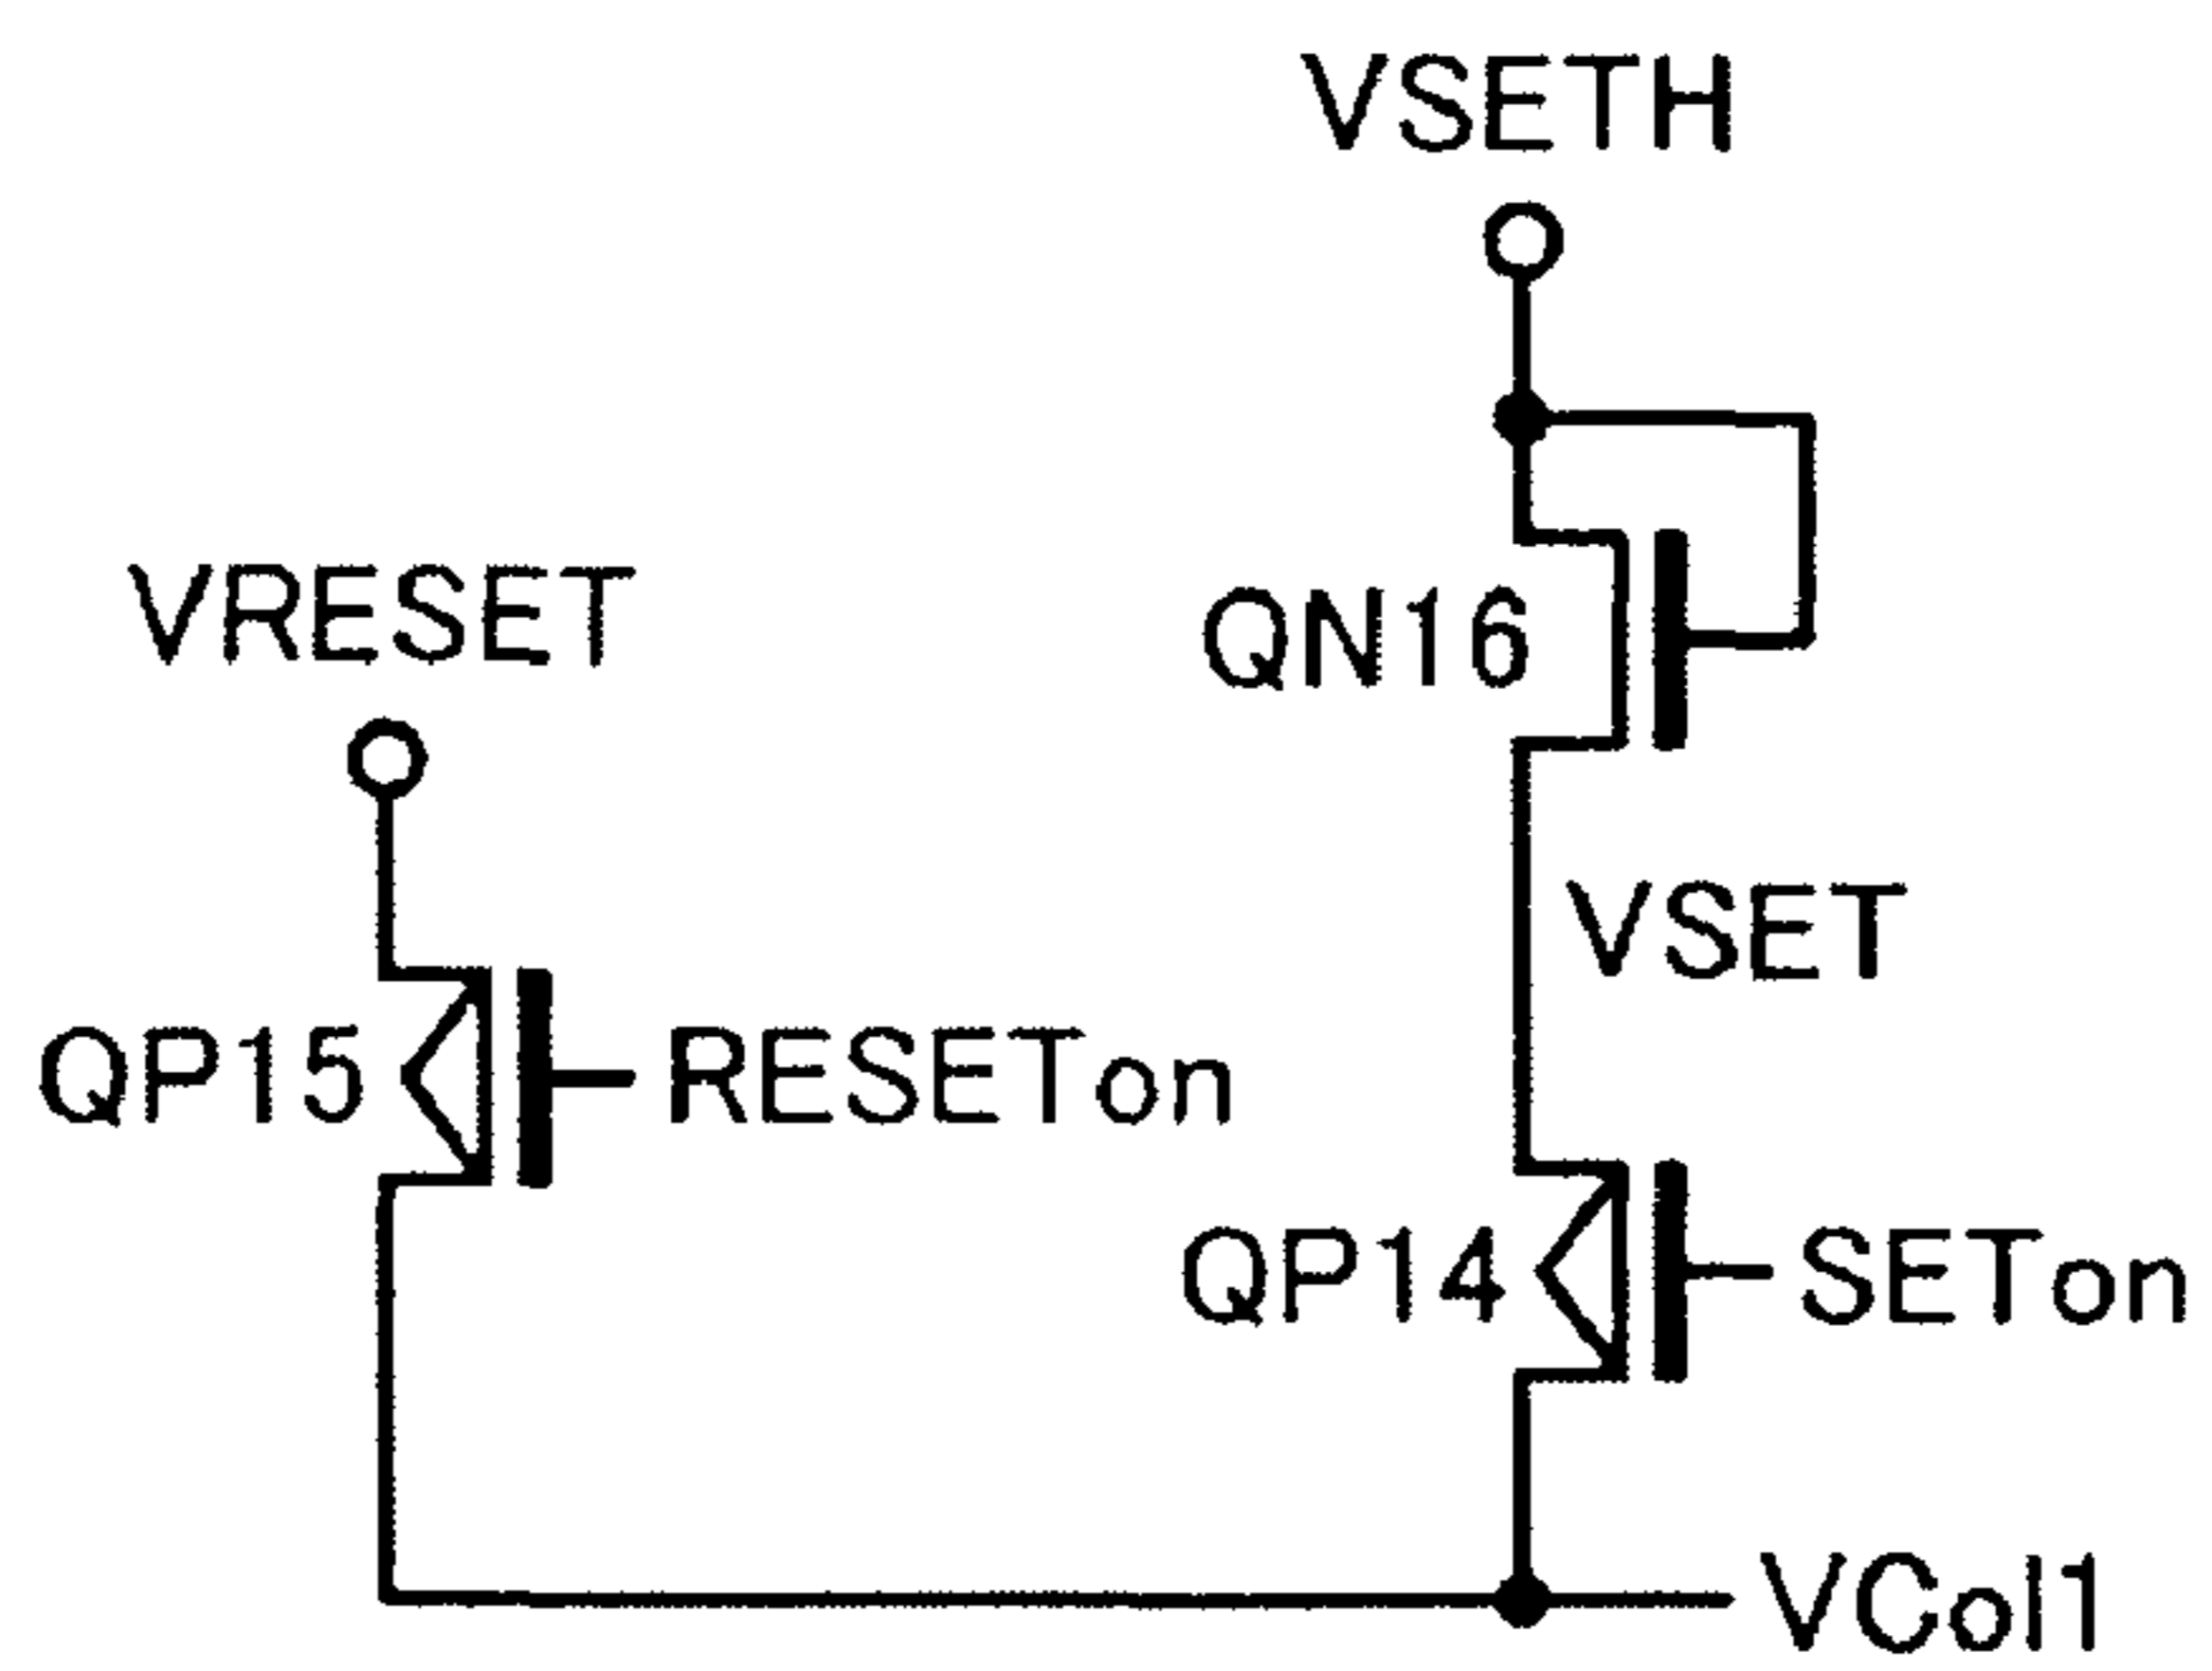 VSETH
VRESET
QN16
VSET
QP15
RESETon
QP14
SETon
VCol1